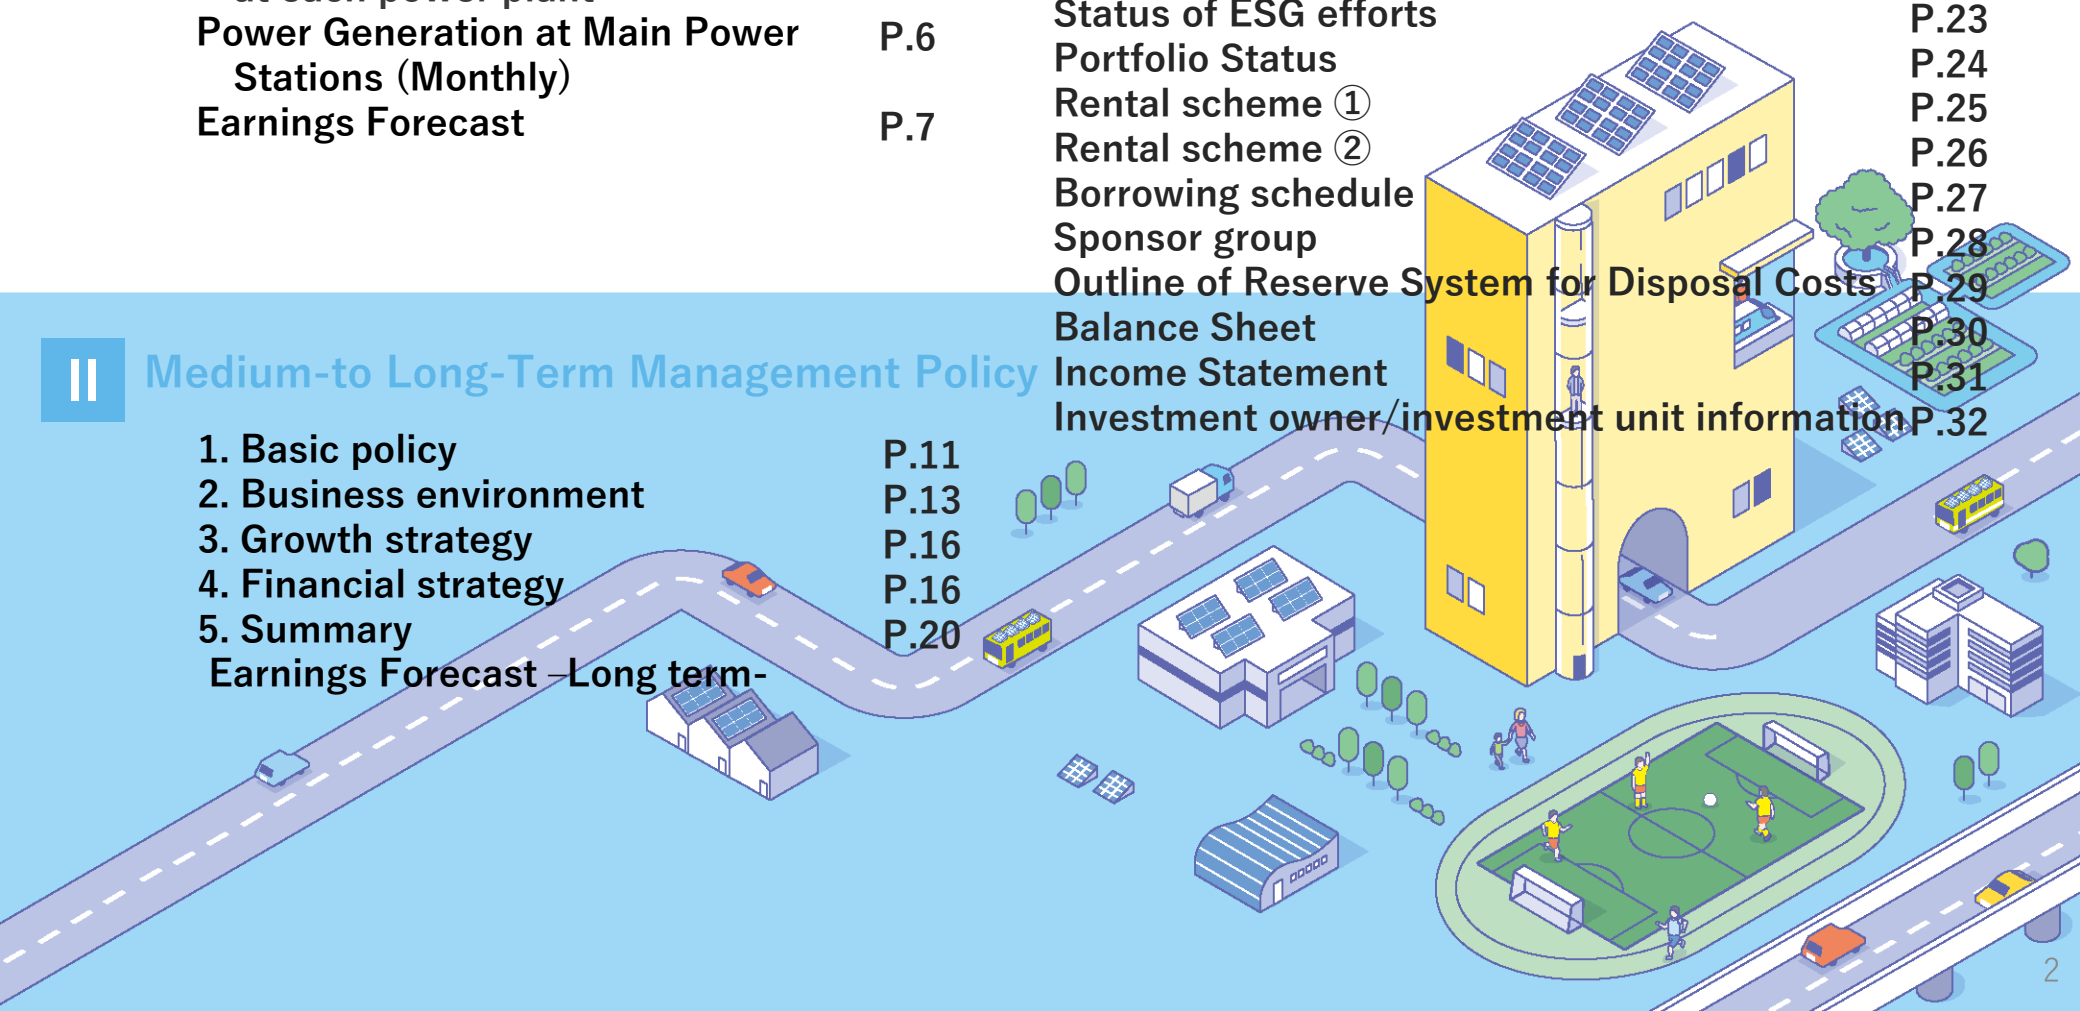 at each power plant
Power Generation at Main Power P.6
Stations (Monthly)
Earnings Forecast P.7
II Medium-to Long-Term Management Policy
1. Basic policy P.11
2. Business environment P.13
3. Growth strategy P.16
4. Financial strategy P.16
5. Summary P.20
Earnings Forecast –Long term-
Status of ESG efforts P.23
Portfolio Status P.24
Rental scheme ① P.25
Rental scheme ② P.26
Borrowing schedule P.27
Sponsor group P.28
Outline of Reserve System for Disposal Costs P.29
Balance Sheet P.30
Income Statement P.31
Investment owner/investment unit information P.32
2